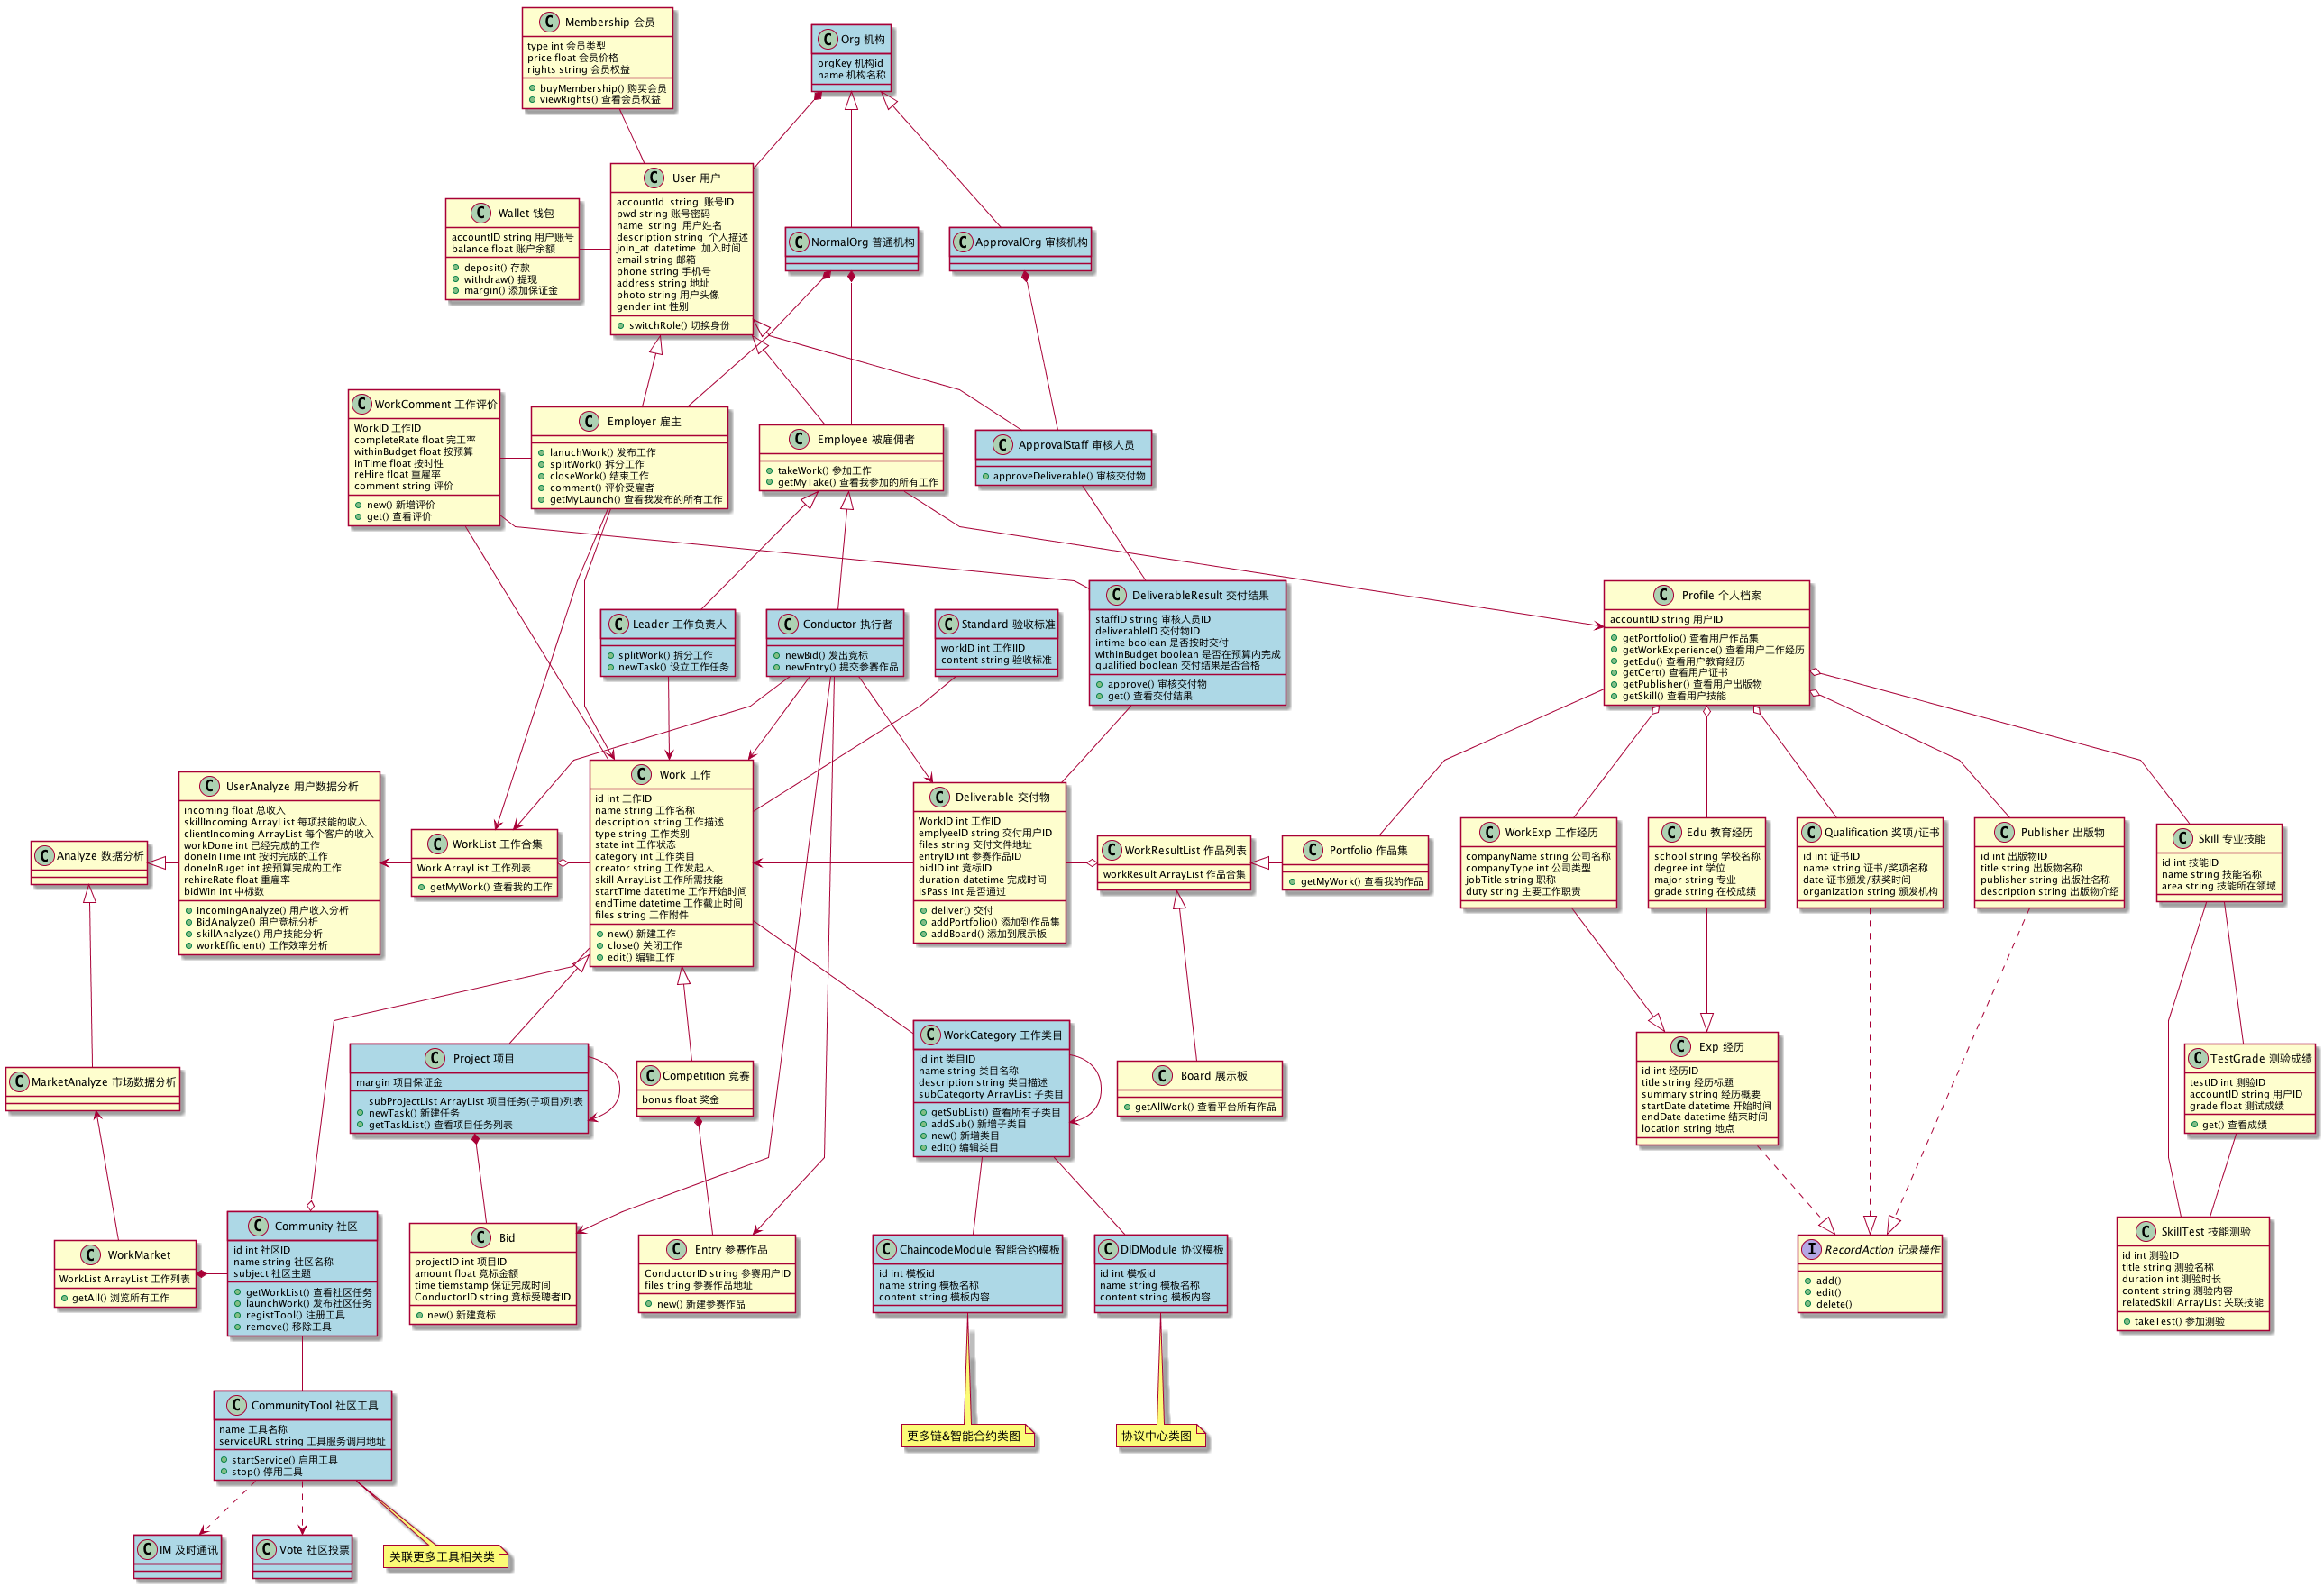 Membership 会员
type int 会员类型
price float 会员价格
rights string 会员权益
buyMembership() 购买会员
viewRights() 查看会员权益
Org 机构
orgKey 机构id
name 机构名称
User 用户
accountId string 账号ID
pwd string 账号密码
name string 用户姓名
description string 个人描述
join_at datetime 加入时间
email string 邮箱
phone string 手机号
address string 地址
photo string 用户头像
gender int 性别
switchRole() 切换身份
Wallet 钱包
accountID string 用户账号
balance float 账户余额
deposit() 存款
withdraw() 提现
margin() 添加保证金
NormalOrg 普通机构
ApprovalOrg 审核机构
WorkComment 工作评价
WorkID 工作ID
completeRate float 完工率
withinBudget float 按预算
inTime float 按时性
reHire float 重雇率
comment string 评价
new() 新增评价
get() 查看评价
Employer 雇主
lanuchWork() 发布工作
splitWork() 拆分工作
closeWork() 结束工作
comment() 评价受雇者
getMyLaunch() 查看我发布的所有工作
Employee 被雇佣者
takeWork() 参加工作
getMyTake() 查看我参加的所有工作
ApprovalStaff 审核人员
approveDeliverable() 审核交付物
Leader 工作负责人
splitWork() 拆分工作
newTask() 设立工作任务
Conductor 执行者
newBid() 发出竞标
newEntry() 提交参赛作品
Standard 验收标准
workID int 工作IID
content string 验收标准
DeliverableResult 交付结果
staffID string 审核人员ID
deliverableID 交付物ID
intime boolean 是否按时交付
withinBudget boolean 是否在预算内完成
qualified boolean 交付结果是否合格
approve() 审核交付物
get() 查看交付结果
Profile 个人档案
accountID string 用户ID
getPortfolio() 查看用户作品集
getWorkExperience() 查看用户工作经历
getEdu() 查看用户教育经历
getCert() 查看用户证书
getPublisher() 查看用户出版物
getSkill() 查看用户技能
Analyze 数据分析
UserAnalyze 用户数据分析
incoming float 总收入
skillIncoming ArrayList 每项技能的收入
clientIncoming ArrayList 每个客户的收入
workDone int 已经完成的工作
doneInTime int 按时完成的工作
doneInBuget int 按预算完成的工作
rehireRate float 重雇率
bidWin int 中标数
incomingAnalyze() 用户收入分析
BidAnalyze() 用户竞标分析
skillAnalyze() 用户技能分析
workEfficient() 工作效率分析
WorkList 工作合集
Work ArrayList 工作列表
getMyWork() 查看我的工作
Work 工作
id int 工作ID
name string 工作名称
description string 工作描述
type string 工作类别
state int 工作状态
category int 工作类目
creator string 工作发起人
skill ArrayList 工作所需技能
startTime datetime 工作开始时间
endTime datetime 工作截止时间
files string 工作附件
new() 新建工作
close() 关闭工作
edit() 编辑工作
Deliverable 交付物
WorkID int 工作ID
emplyeeID string 交付用户ID
files string 交付文件地址
entryID int 参赛作品ID
bidID int 竞标ID
duration datetime 完成时间
isPass int 是否通过
deliver() 交付
addPortfolio() 添加到作品集
addBoard() 添加到展示板
WorkResultList 作品列表
workResult ArrayList 作品合集
Portfolio 作品集
getMyWork() 查看我的作品
WorkExp 工作经历
companyName string 公司名称
companyType int 公司类型
jobTitle string 职称
duty string 主要工作职责
Edu 教育经历
school string 学校名称
degree int 学位
major string 专业
grade string 在校成绩
Qualification 奖项/证书
id int 证书ID
name string 证书/奖项名称
date 证书颁发/获奖时间
organization string 颁发机构
Publisher 出版物
id int 出版物ID
title string 出版物名称
publisher string 出版社名称
description string 出版物介绍
Skill 专业技能
id int 技能ID
name string 技能名称
area string 技能所在领域
MarketAnalyze 市场数据分析
Project 项目
margin 项目保证金
subProjectList ArrayList 项目任务(子项目)列表
newTask() 新建任务
getTaskList() 查看项目任务列表
Competition 竞赛
bonus float 奖金
WorkCategory 工作类目
id int 类目ID
name string 类目名称
description string 类目描述
subCategorty ArrayList 子类目
getSubList() 查看所有子类目
addSub() 新增子类目
new() 新增类目
edit() 编辑类目
Board 展示板
getAllWork() 查看平台所有作品
Exp 经历
id int 经历ID
title string 经历标题
summary string 经历概要
startDate datetime 开始时间
endDate datetime 结束时间
location string 地点
TestGrade 测验成绩
testID int 测验ID
accountID string 用户ID
grade float 测试成绩
get() 查看成绩
WorkMarket
WorkList ArrayList 工作列表
getAll() 浏览所有工作
Community 社区
id int 社区ID
name string 社区名称
subject 社区主题
getWorkList() 查看社区任务
launchWork() 发布社区任务
registTool() 注册工具
remove() 移除工具
Bid
projectID int 项目ID
amount float 竞标金额
time tiemstamp 保证完成时间
ConductorID string 竞标受聘者ID
new() 新建竞标
Entry 参赛作品
ConductorID string 参赛用户ID
files tring 参赛作品地址
new() 新建参赛作品
ChaincodeModule 智能合约模板
id int 模板id
name string 模板名称
content string 模板内容
DIDModule 协议模板
id int 模板id
name string 模板名称
content string 模板内容
RecordAction 记录操作
add()
edit()
delete()
SkillTest 技能测验
id int 测验ID
title string 测验名称
duration int 测验时长
content string 测验内容
relatedSkill ArrayList 关联技能
takeTest() 参加测验
CommunityTool 社区工具
name 工具名称
serviceURL string 工具服务调用地址
startService() 启用工具
stop() 停用工具
更多链&智能合约类图
协议中心类图
IM 及时通讯
Vote 社区投票
关联更多工具相关类